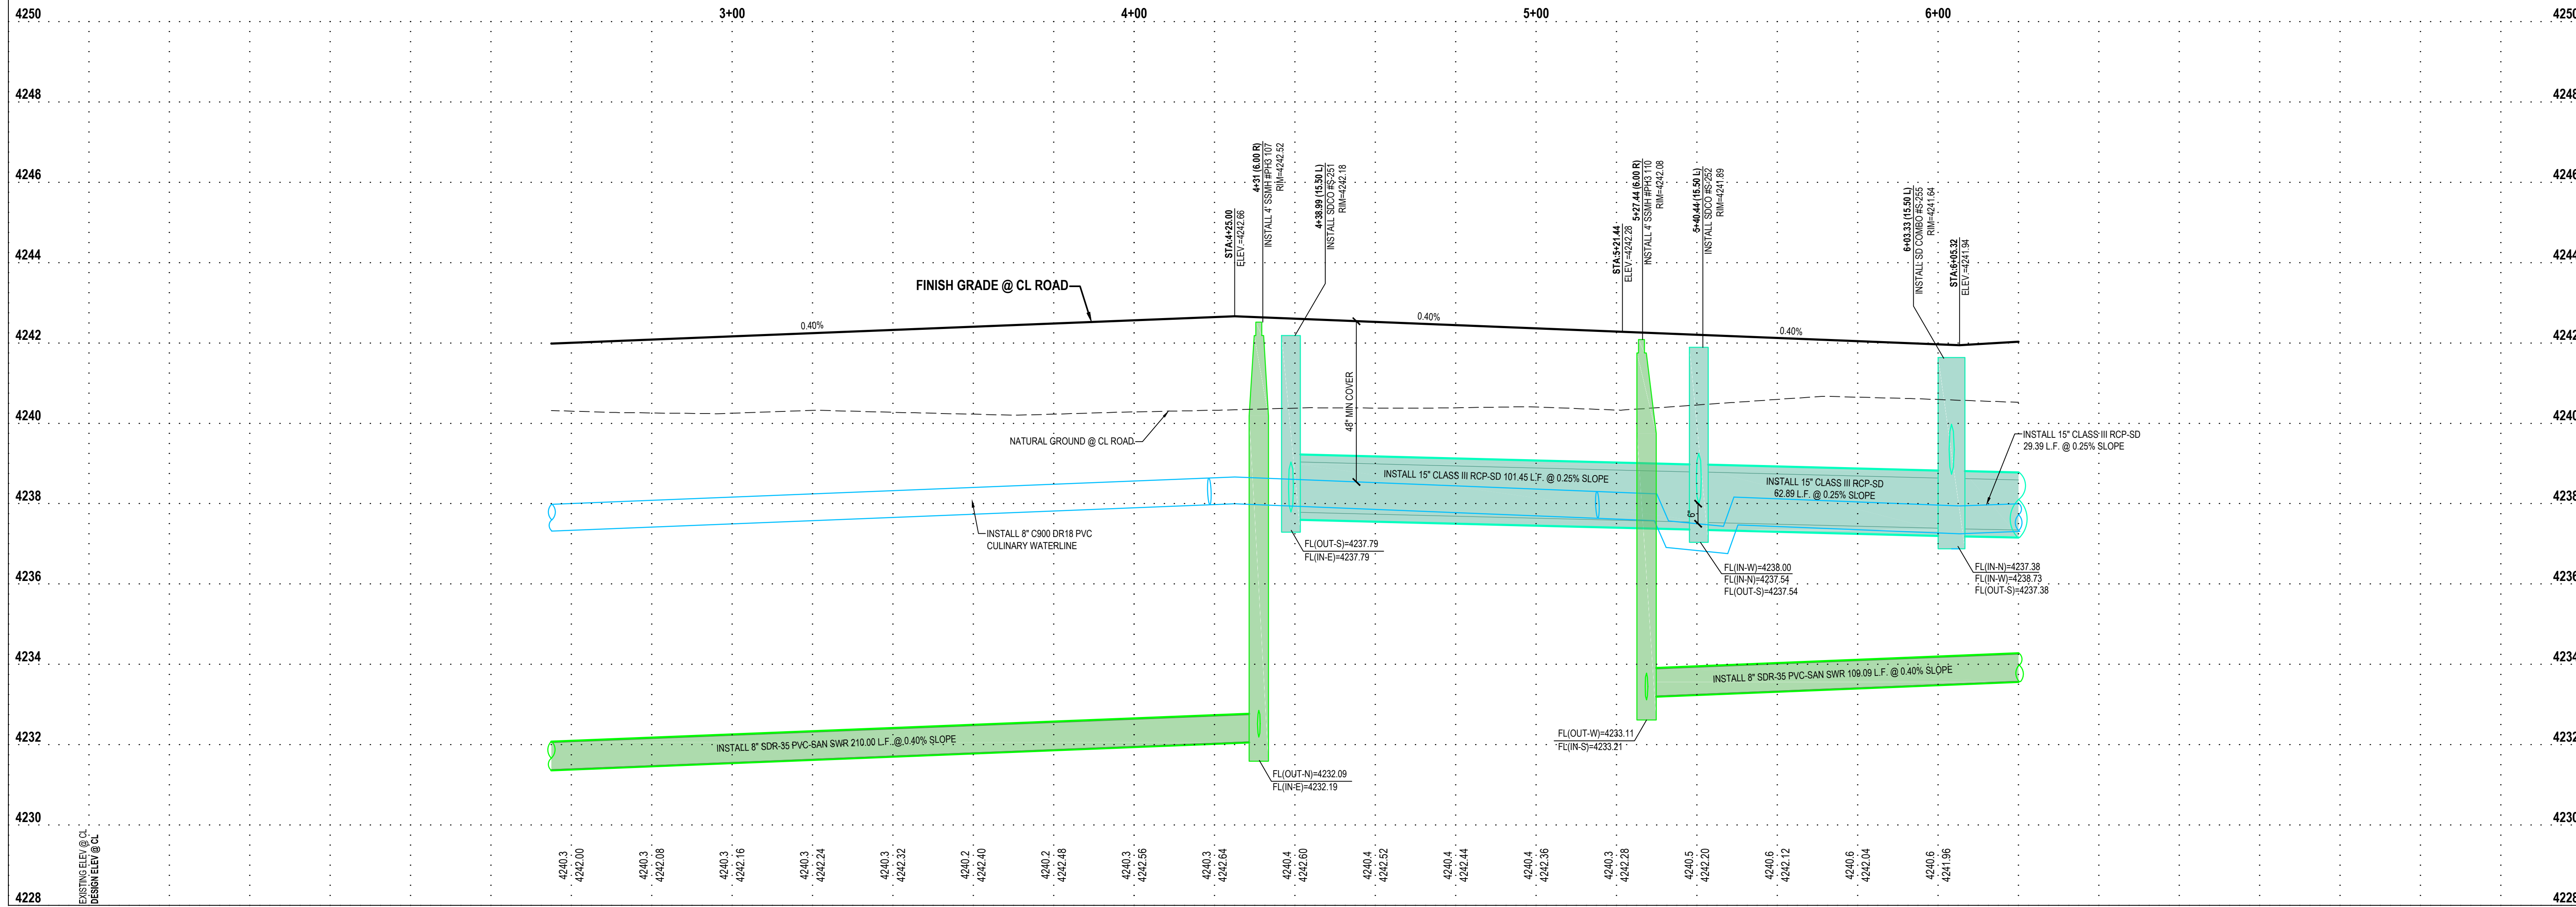 3+00
4+00
5+00
6+00
4250
4250
4248
4248
4246
4246
4244
4244
4242
4242
4240
4240
4238
4238
4236
4236
4234
4234
4232
4232
4230
4230
4228
4228
STA:4+25.00
ELEV.=4242.66
4+31 (6.00 R)
INSTALL 4' SSMH #PH3 107
RIM=4242.52
4+38.99 (15.50 L)
INSTALL SDCO #S-251
RIM=4242.18
STA:5+21.44
ELEV.=4242.28
5+27.44 (6.00 R)
INSTALL 4' SSMH #PH3 110
RIM=4242.08
5+40.44 (15.50 L)
INSTALL SDCO #S-252
RIM=4241.89
6+03.33 (15.50 L)
INSTALL SD COMBO #S-255
RIM=4241.64
STA:6+05.32
ELEV.=4241.94
FINISH GRADE @ CL ROAD
0.40%
0.40%
0.40%
48" MIN COVER
NATURAL GROUND @ CL ROAD
INSTALL 15" CLASS III RCP-SD
29.39 L.F. @ 0.25% SLOPE
INSTALL 15" CLASS III RCP-SD 101.45 L.F. @ 0.25% SLOPE
INSTALL 15" CLASS III RCP-SD
62.89 L.F. @ 0.25% SLOPE
6"
INSTALL 8" C900 DR18 PVC
CULINARY WATERLINE
FL(OUT-S)=4237.79
FL(IN-E)=4237.79
FL(IN-W)=4238.00
FL(IN-N)=4237.54
FL(OUT-S)=4237.54
FL(IN-N)=4237.38
FL(IN-W)=4238.73
FL(OUT-S)=4237.38
INSTALL 8" SDR-35 PVC-SAN SWR 109.09 L.F. @ 0.40% SLOPE
FL(OUT-W)=4233.11
FL(IN-S)=4233.21
INSTALL 8" SDR-35 PVC-SAN SWR 210.00 L.F. @ 0.40% SLOPE
FL(OUT-N)=4232.09
FL(IN-E)=4232.19
EXISTING ELEV @ CL
DESIGN ELEV @ CL
4240.3
4242.00
4240.3
4242.08
4240.3
4242.16
4240.3
4242.24
4240.3
4242.32
4240.2
4242.40
4240.2
4242.48
4240.3
4242.56
4240.3
4242.64
4240.4
4242.60
4240.4
4242.52
4240.4
4242.44
4240.4
4242.36
4240.3
4242.28
4240.5
4242.20
4240.6
4242.12
4240.6
4242.04
4240.6
4241.96